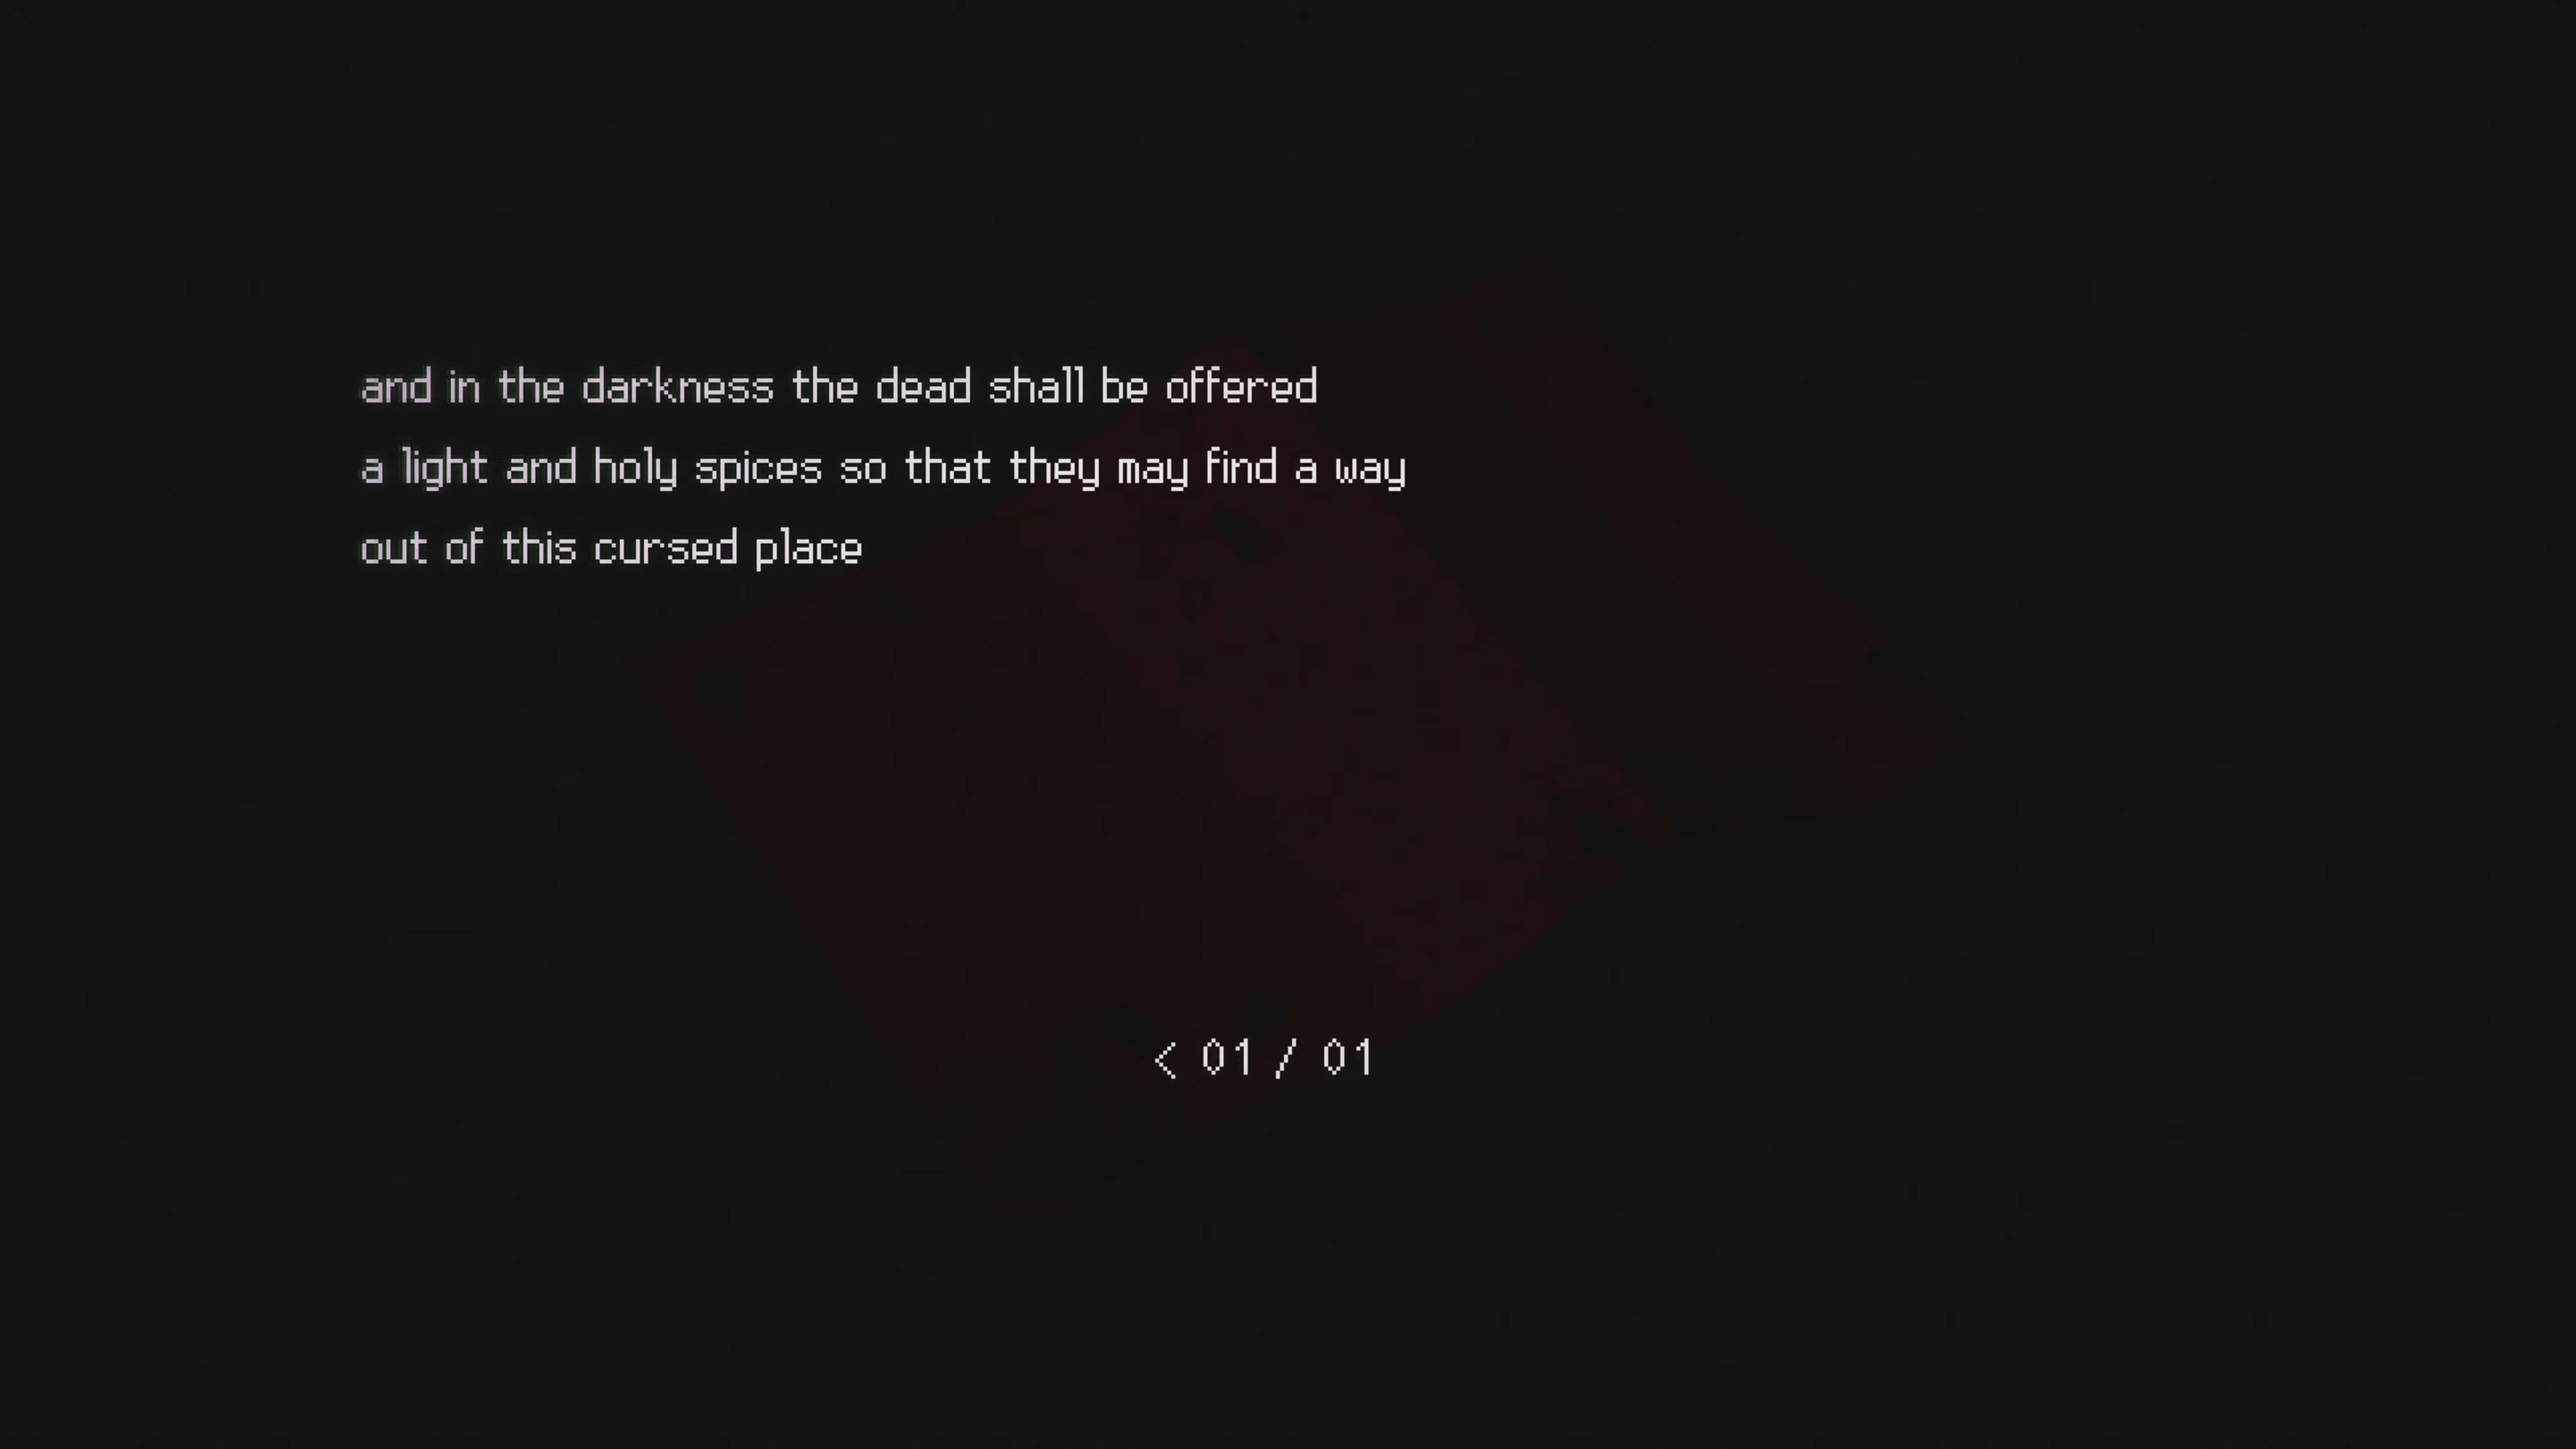 and in the darkness the dead shall be offered
a light and holy spices so that they may find a way
out of this cursed place
< 01 / 01